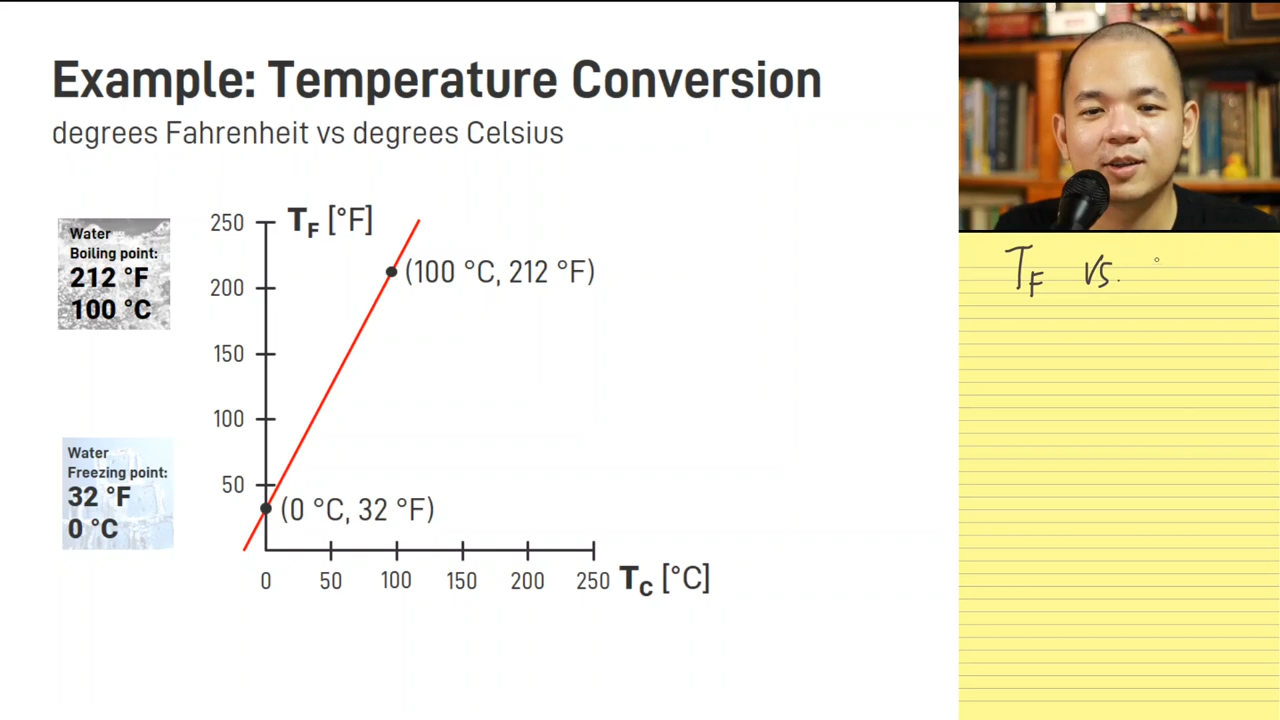 Example: Temperature Conversion
degrees Fahrenheit vs degrees Celsius
Water
Boiling point:
212 °F
100 °C
Water
Freezing point:
32 °F
0 °C
T_F [°F]
250
200
150
100
50
(100 °C, 212 °F)
(0 °C, 32 °F)
0 50 100 150 200 250
T_C [°C]
T_F vs.